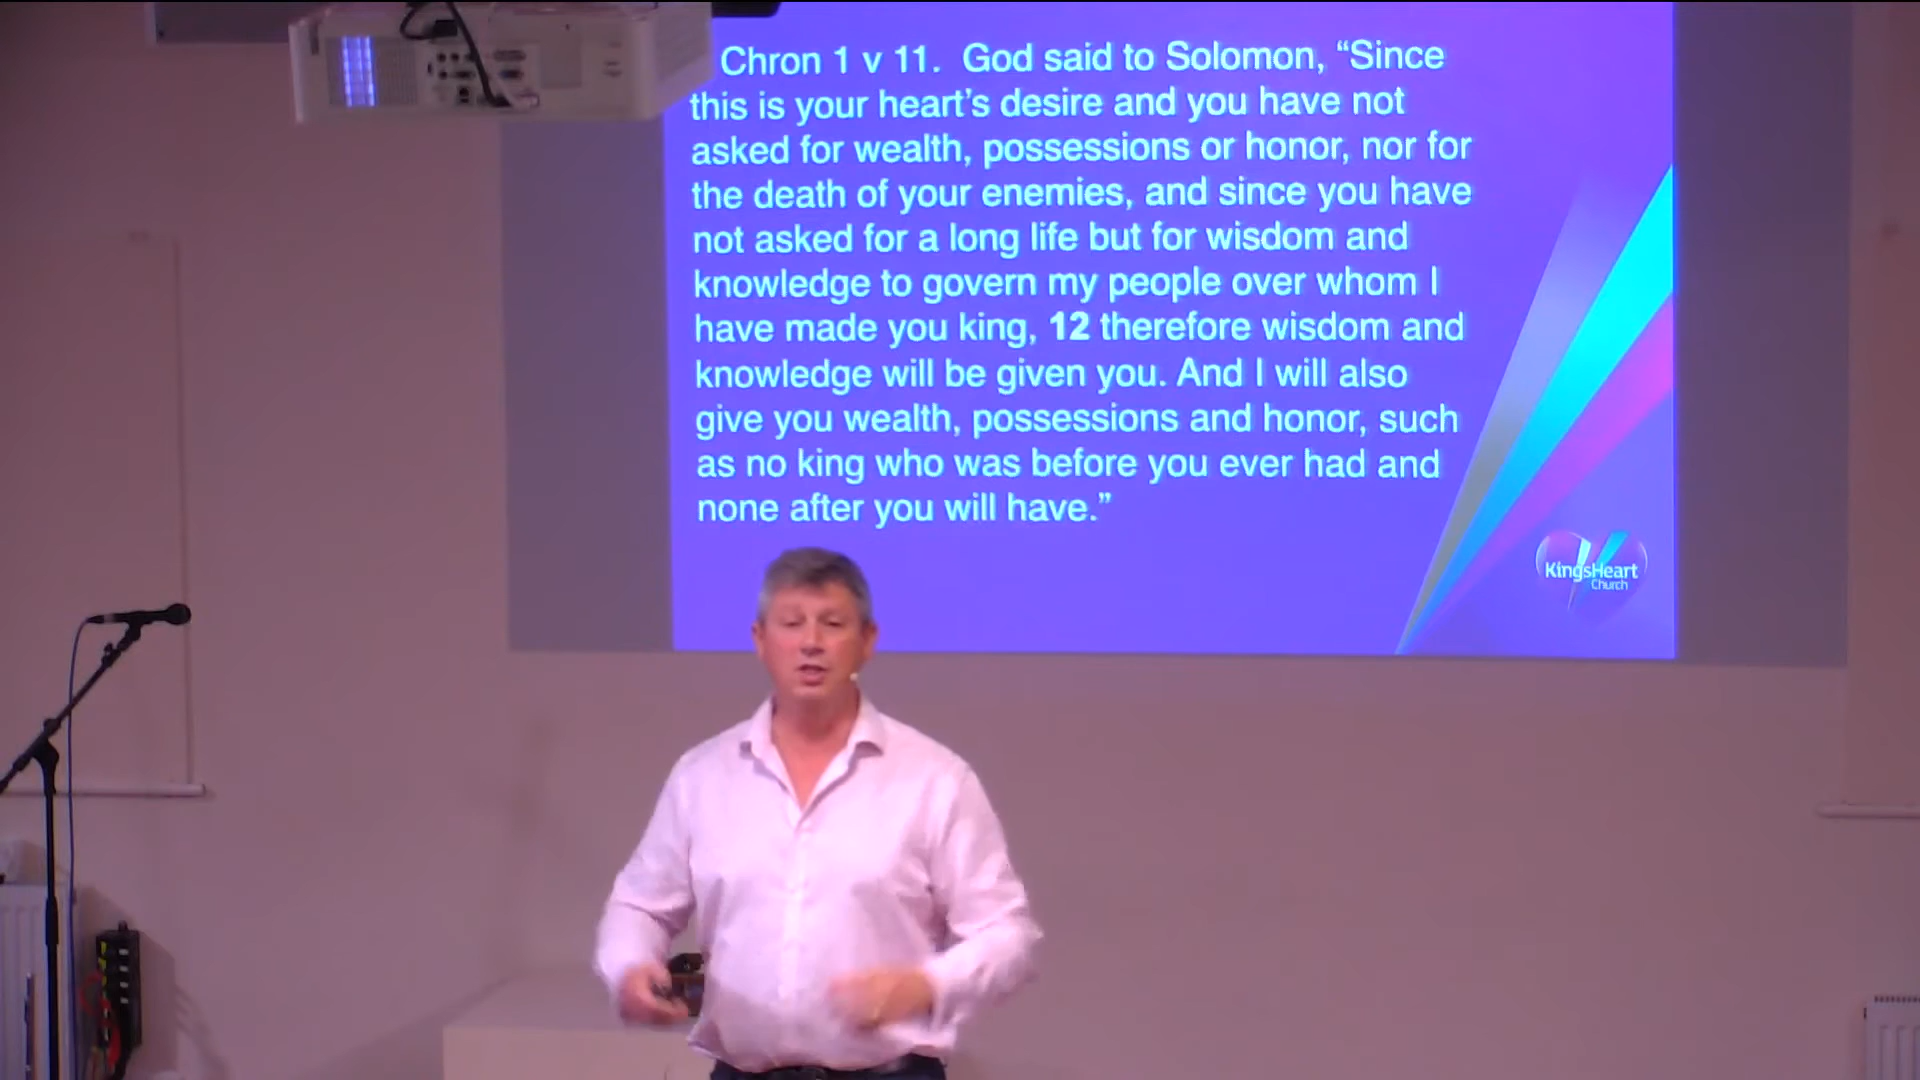 Chron 1 v 11. God said to Solomon, “Since
this is your heart’s desire and you have not
asked for wealth, possessions or honor, nor for
the death of your enemies, and since you have
not asked for a long life but for wisdom and
knowledge to govern my people over whom I
have made you king, 12 therefore wisdom and
knowledge will be given you. And I will also
give you wealth, possessions and honor, such
as no king who was before you ever had and
none after you will have.”
KingsHeart
Church